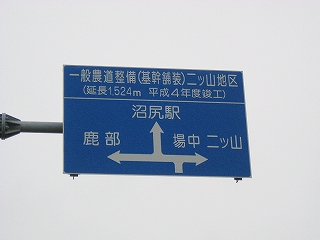 一般農道整備(基幹舗装)二ッ山地区
(延長1,524m 平成4年度竣工)
沼尻駅
鹿部 場中 二ッ山